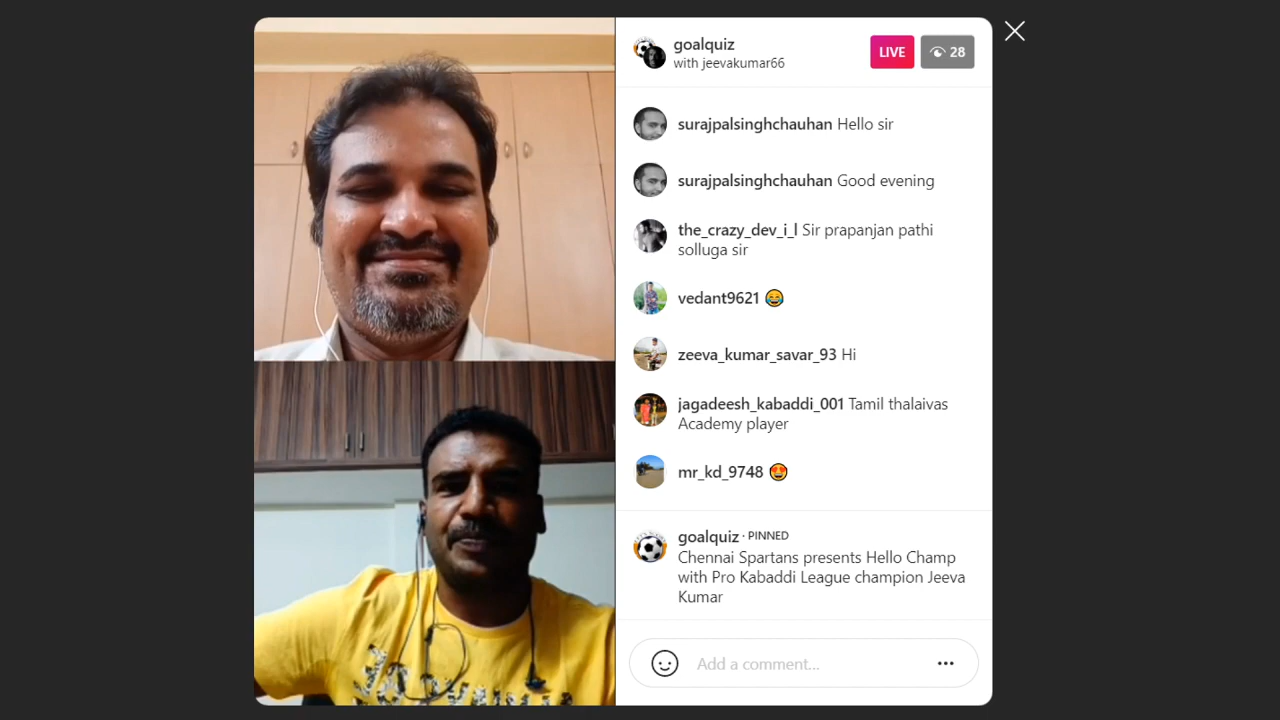 goalquiz
with jeevakumar66
LIVE
28
surajpalsinghchauhan Hello sir
surajpalsinghchauhan Good evening
the_crazy_dev_i_l Sir prapanjan pathi
solluga sir
vedant9621 😂
zeeva_kumar_savar_93 Hi
jagadeesh_kabaddi_001 Tamil thalaivas
Academy player
mr_kd_9748 😍
goalquiz · PINNED
Chennai Spartans presents Hello Champ
with Pro Kabaddi League champion Jeeva
Kumar
Add a comment...